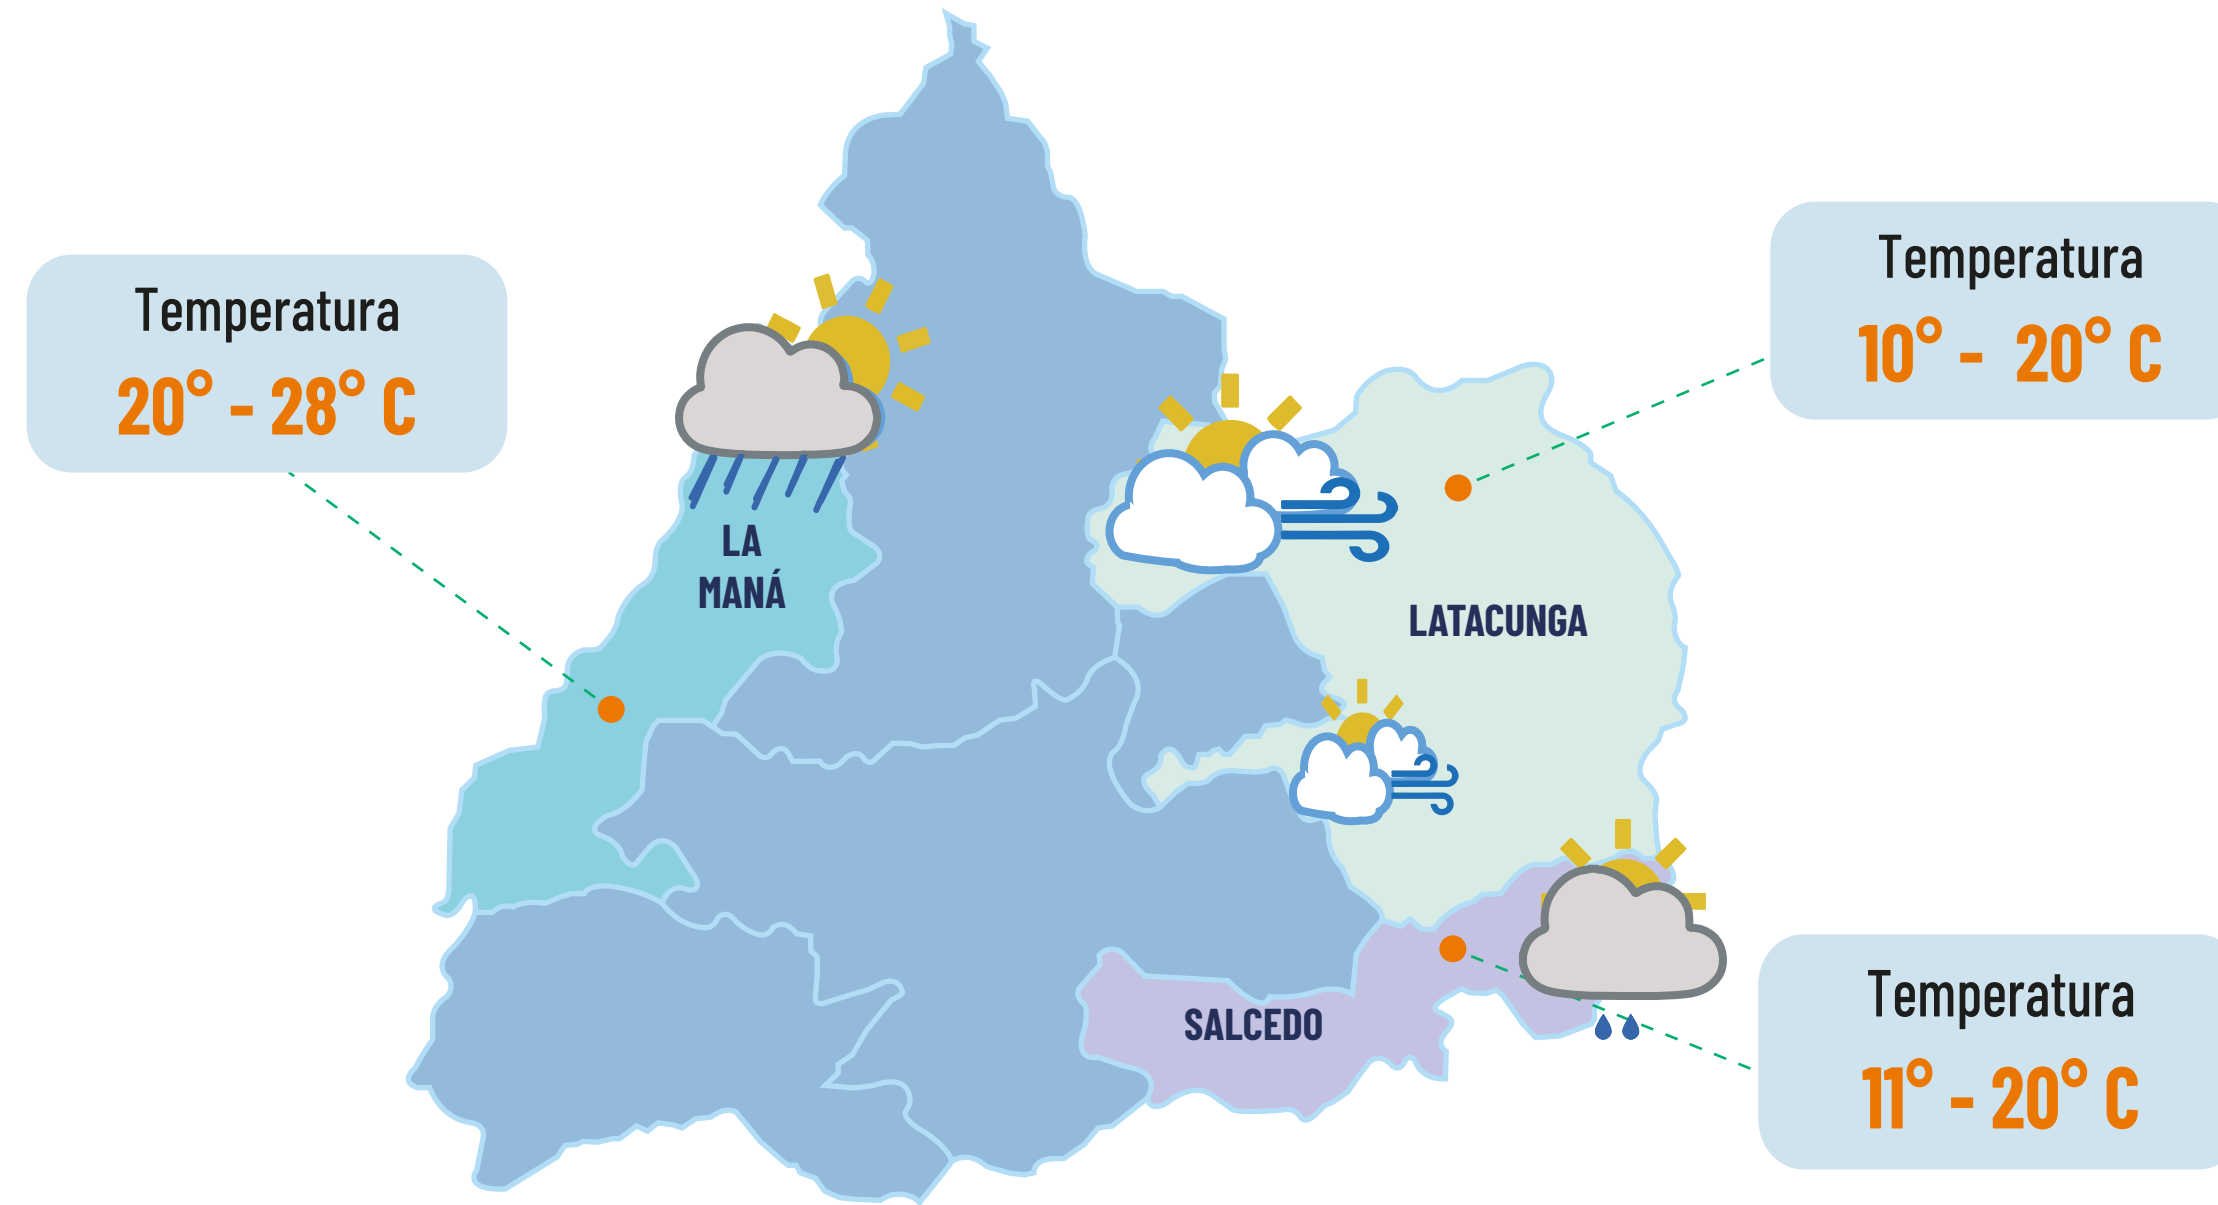 Temperatura
20° - 28° C
Temperatura
10° - 20° C
LA
MANÁ
LATACUNGA
SALCEDO
Temperatura
11° - 20° C